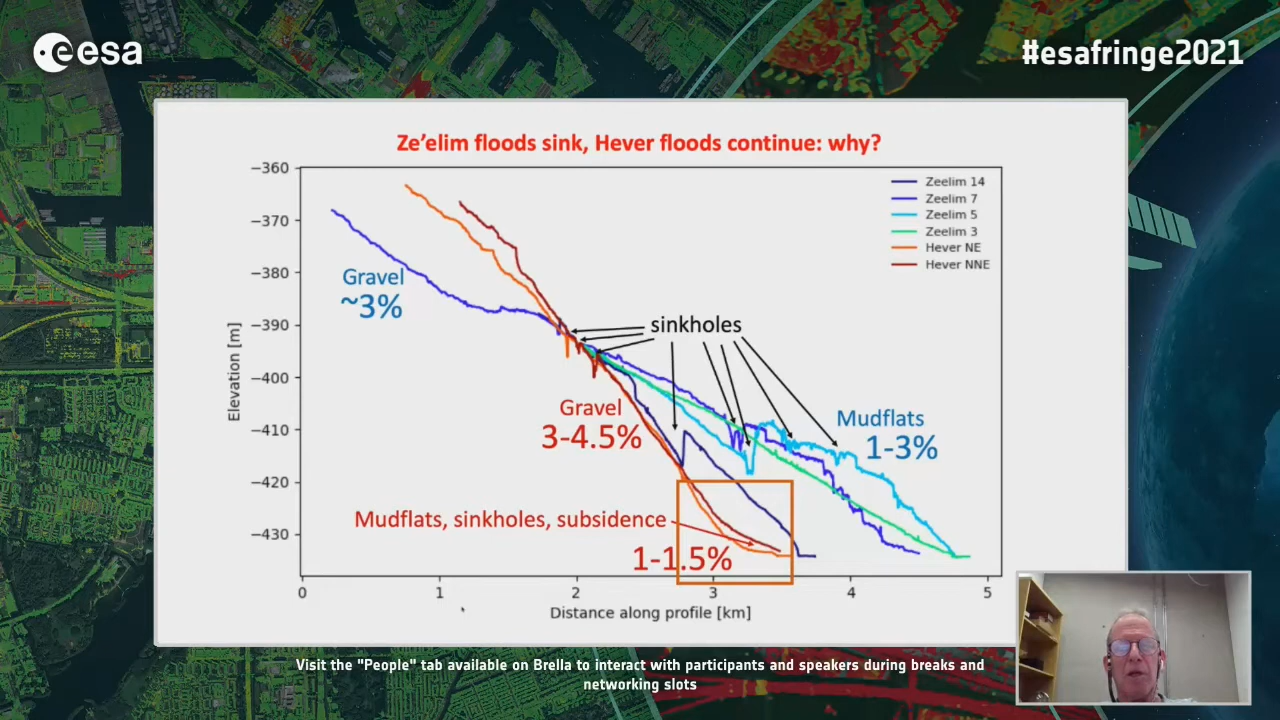 esa
#esafringe2021
Ze'elim floods sink, Hever floods continue: why?
−360
−370
−380
−390
−400
−410
−420
−430
Elevation [m]
Zeelim 14
Zeelim 7
Zeelim 5
Zeelim 3
Hever NE
Hever NNE
Gravel
~3%
sinkholes
Gravel
3-4.5%
Mudflats
1-3%
Mudflats, sinkholes, subsidence
1-1.5%
0 1 2 3 4 5
Distance along profile [km]
Visit the "People" tab available on Brella to interact with participants and speakers during breaks and
networking slots